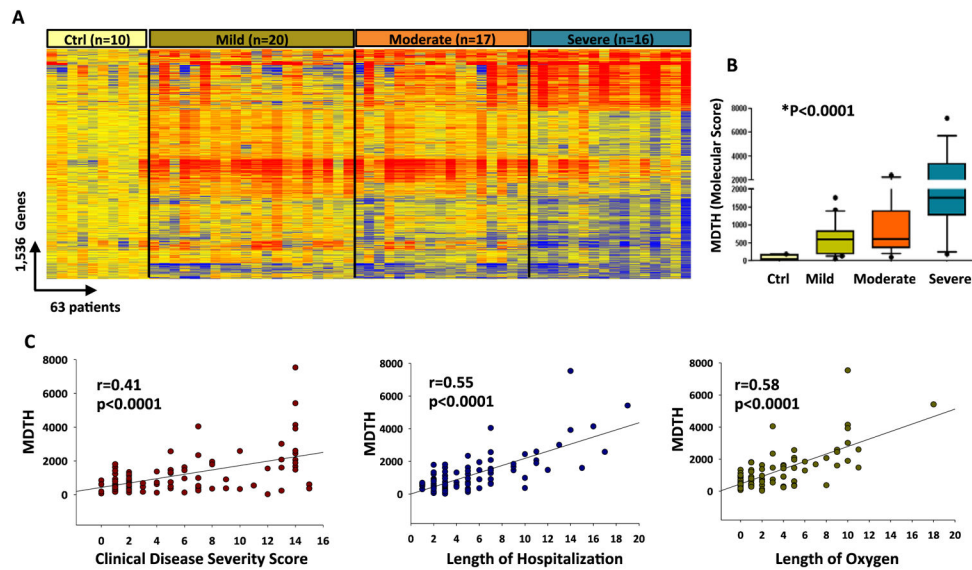 A
Ctrl (n=10) Mild (n=20) Moderate (n=17) Severe (n=16)
1,536 Genes
63 patients
B
*P<0.0001
MDTH (Molecular Score)
8000
6000
4000
2000
2000
1500
1000
500
0
Ctrl Mild Moderate Severe
C
MDTH
8000
6000
4000
2000
0
r=0.41
p<0.0001
0 2 4 6 8 10 12 14 16
Clinical Disease Severity Score
MDTH
8000
6000
4000
2000
0
r=0.55
p<0.0001
0 2 4 6 8 10 12 14 16 18 20
Length of Hospitalization
MDTH
8000
6000
4000
2000
0
r=0.58
p<0.0001
0 2 4 6 8 10 12 14 16 18 20
Length of Oxygen